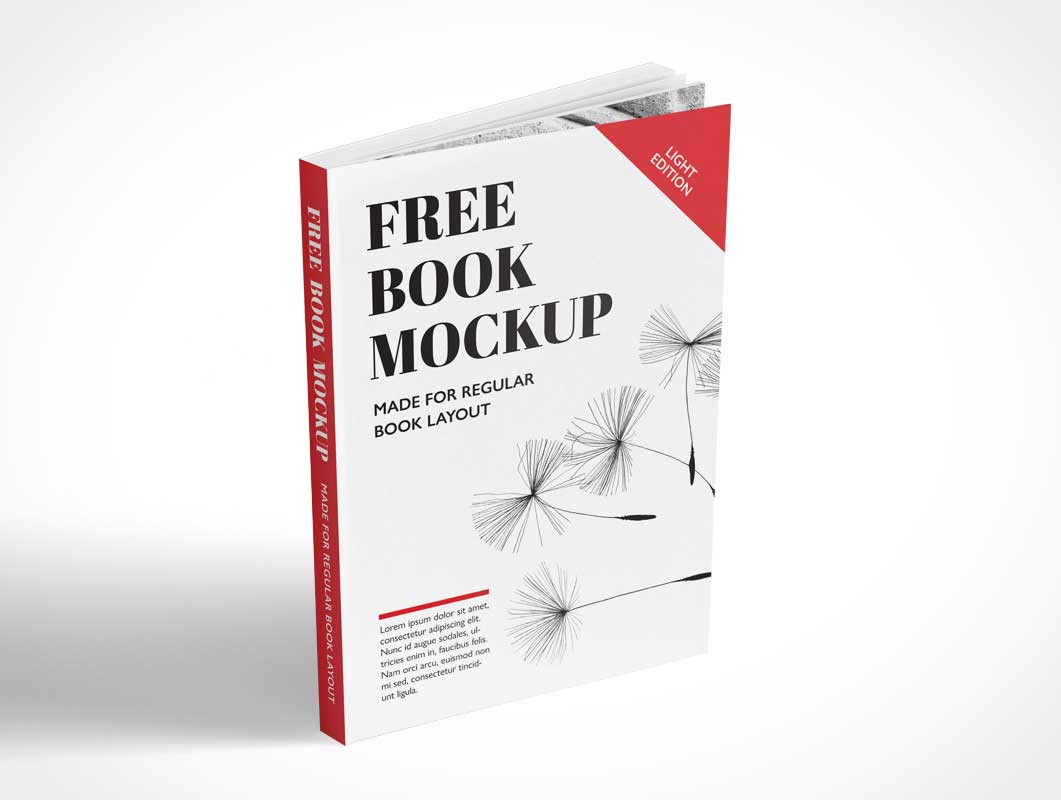 FREE BOOK MOCKUP MADE FOR REGULAR BOOK LAYOUT
LIGHT
EDITION
FREE
BOOK
MOCKUP
MADE FOR REGULAR
BOOK LAYOUT
Lorem ipsum dolor sit amet,
consectetur adipiscing elit.
Nunc id augue sodales, ul-
tricies enim in, faucibus felis.
Nam orci arcu, euismod non
mi sed, consectetur tincid-
unt ligula.